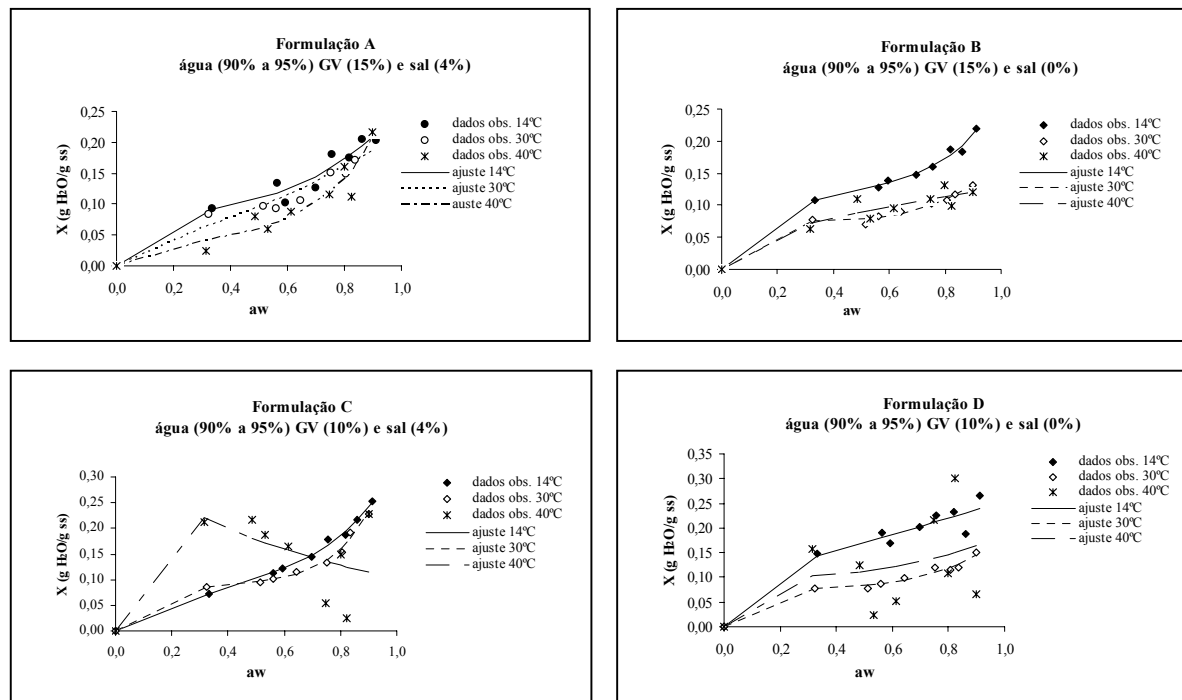 Formulação A
água (90% a 95%) GV (15%) e sal (4%)
X (g H2O/g ss)
0,25
0,20
0,15
0,10
0,05
0,00
0,0 0,2 0,4 0,6 0,8 1,0
aw
dados obs. 14ºC
dados obs. 30ºC
dados obs. 40ºC
ajuste 14ºC
ajuste 30ºC
auste 40ºC
Formulação B
água (90% a 95%) GV (15%) e sal (0%)
X (g H2O/g ss)
0,25
0,20
0,15
0,10
0,05
0,00
0,0 0,2 0,4 0,6 0,8 1,0
aw
dados obs. 14ºC
dados obs. 30ºC
dados obs. 40ºC
ajuste 14ºC
ajuste 30ºC
ajuste 40ºC
Formulação C
água (90% a 95%) GV (10%) e sal (4%)
X (g H2O/g ss)
0,30
0,25
0,20
0,15
0,10
0,05
0,00
0,0 0,2 0,4 0,6 0,8 1,0
aw
dados obs. 14ºC
dados obs. 30ºC
dados obs. 40ºC
ajuste 14ºC
ajuste 30ºC
ajuste 40ºC
Formulação D
água (90% a 95%) GV (10%) e sal (0%)
X (g H2O/g ss)
0,35
0,30
0,25
0,20
0,15
0,10
0,05
0,00
0,0 0,2 0,4 0,6 0,8 1,0
aw
dados obs. 14ºC
dados obs. 30ºC
dados obs. 40ºC
ajuste 14ºC
ajuste 30ºC
ajuste 40ºC